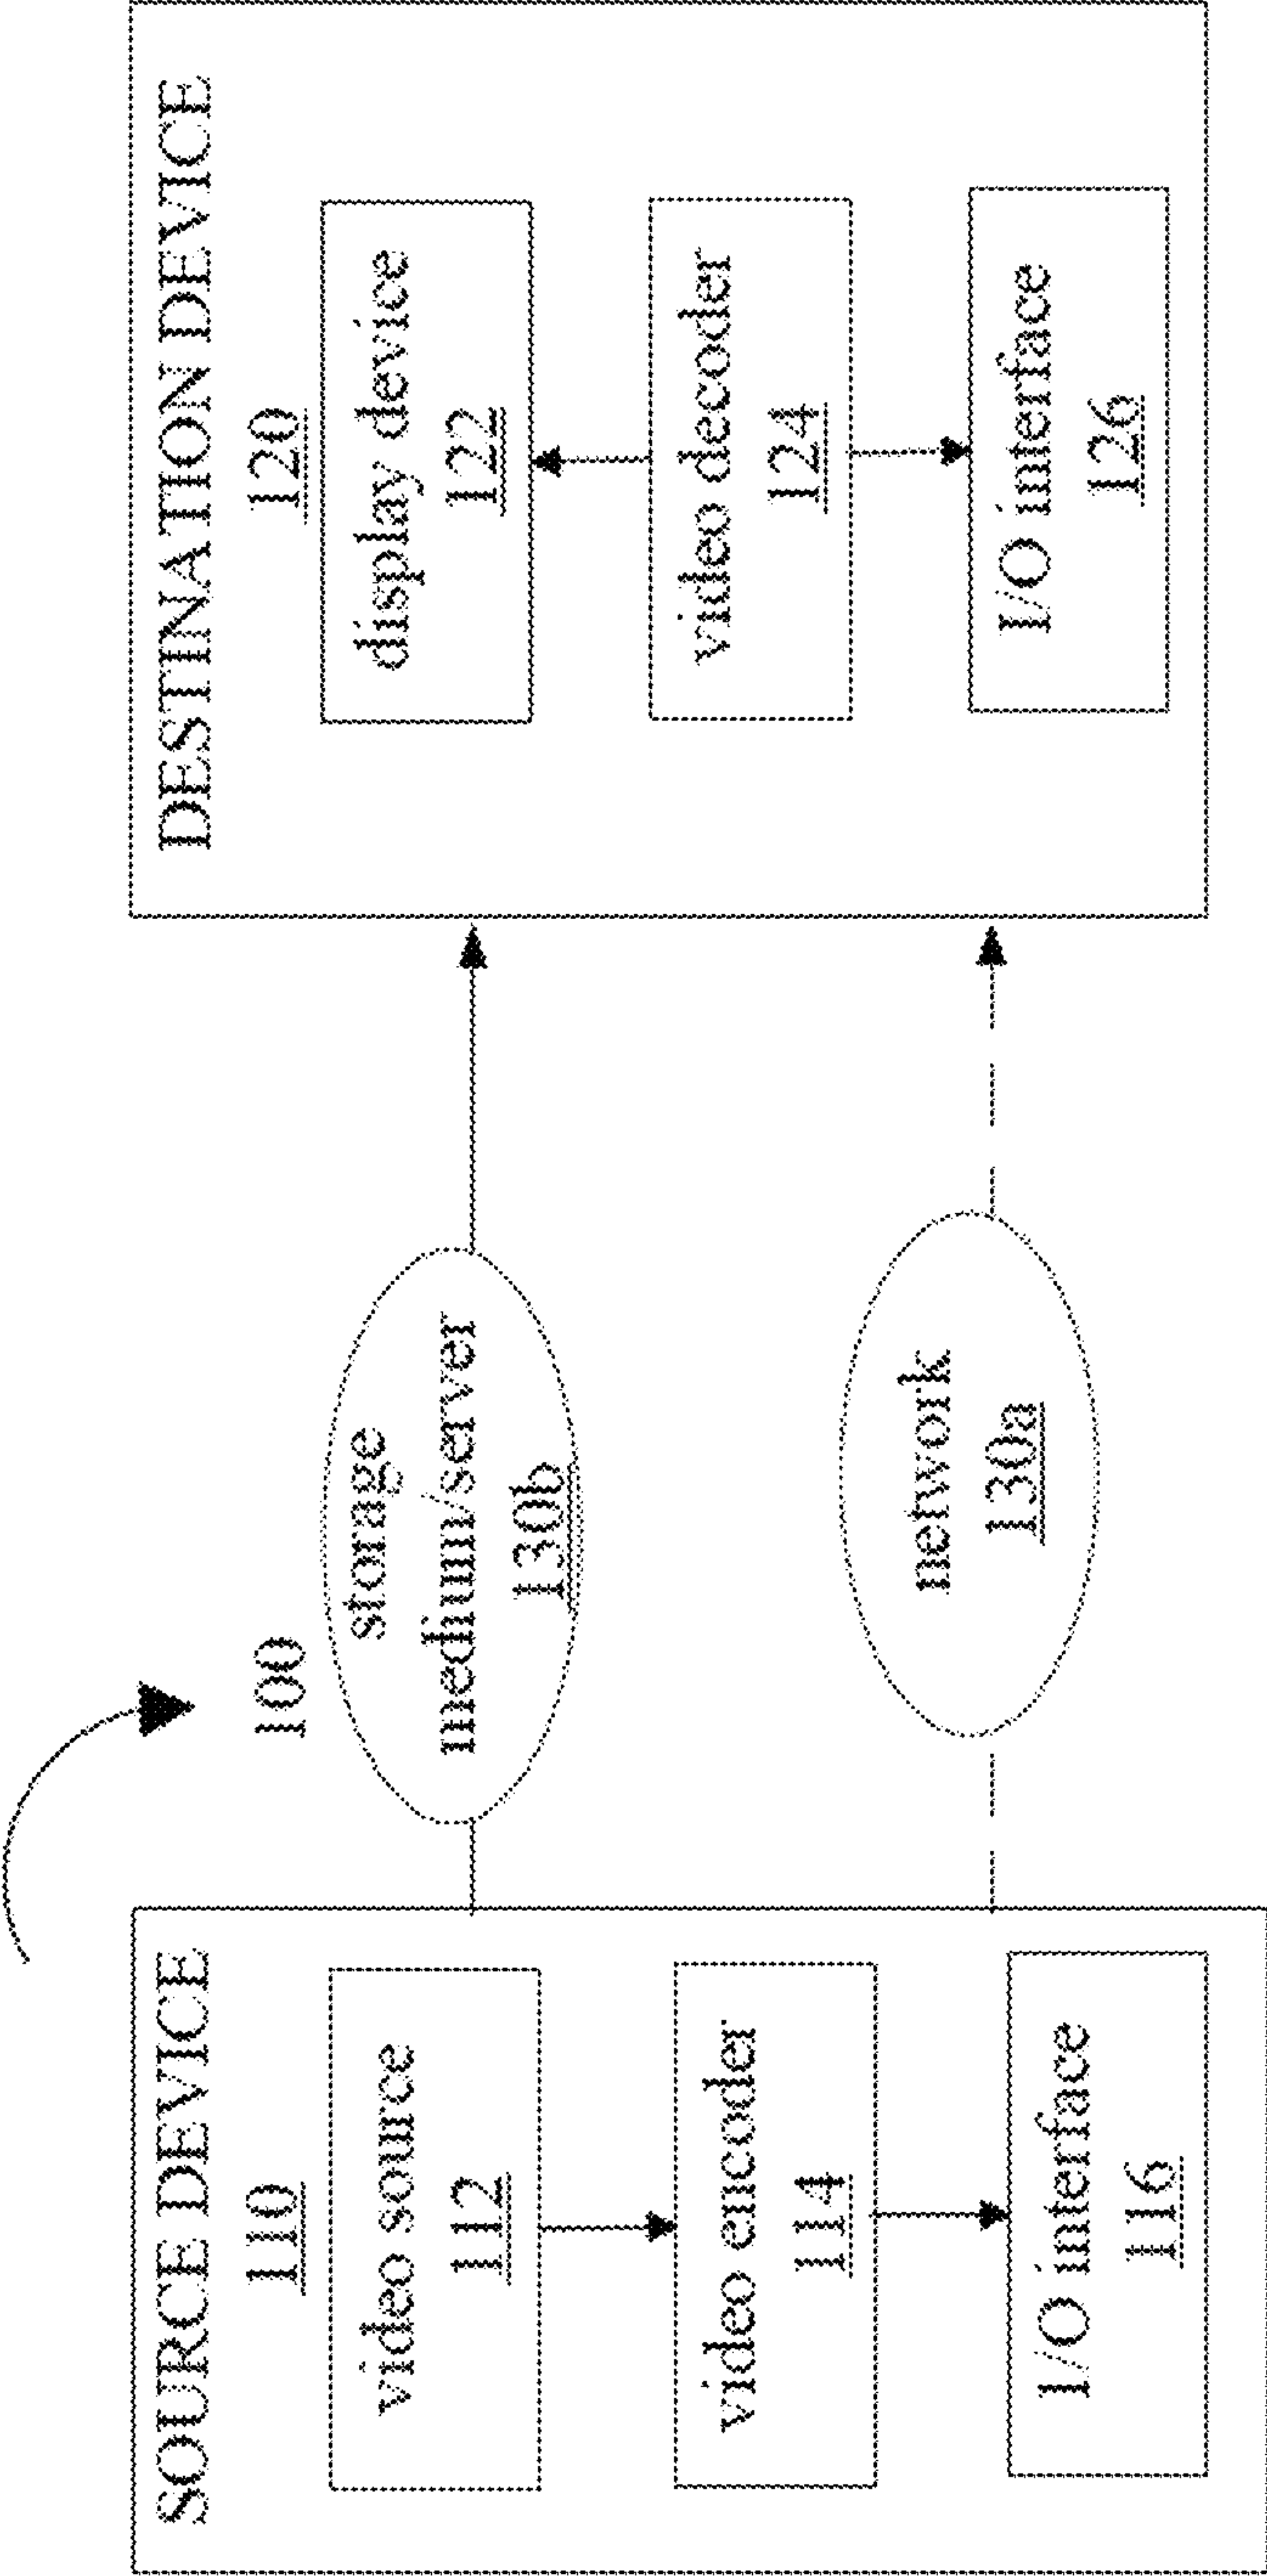 100
SOURCE DEVICE
110
video source
112
video encoder
114
I/O interface
116
storage
medium/server
130b
network
130a
DESTINATION DEVICE
120
display device
122
video decoder
124
I/O interface
126